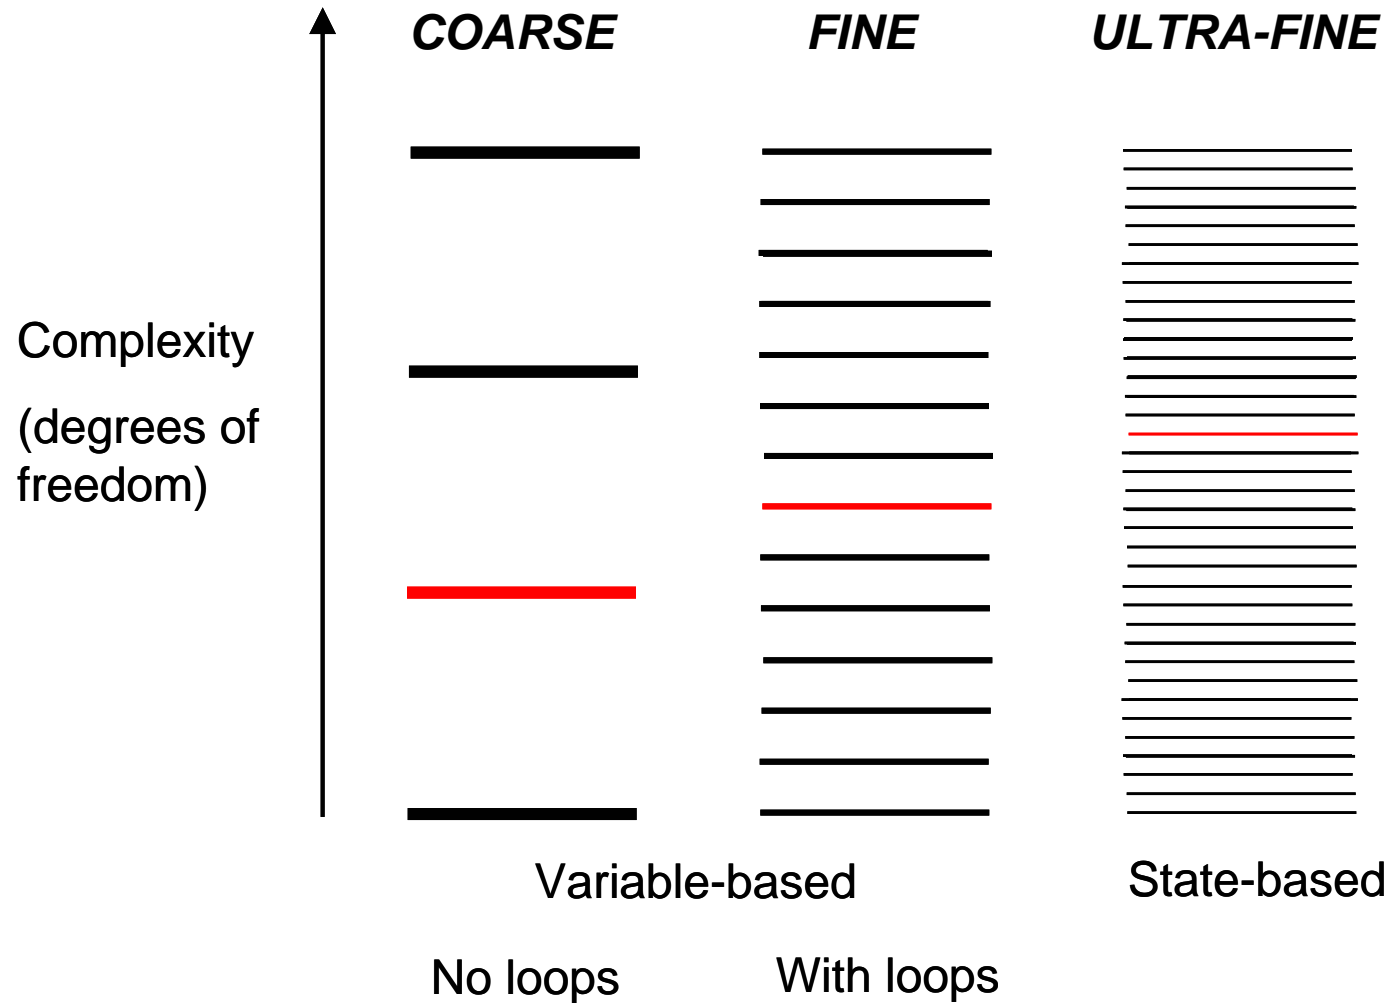 COARSE
FINE
ULTRA-FINE
Complexity
(degrees of
freedom)
Variable-based
State-based
No loops
With loops